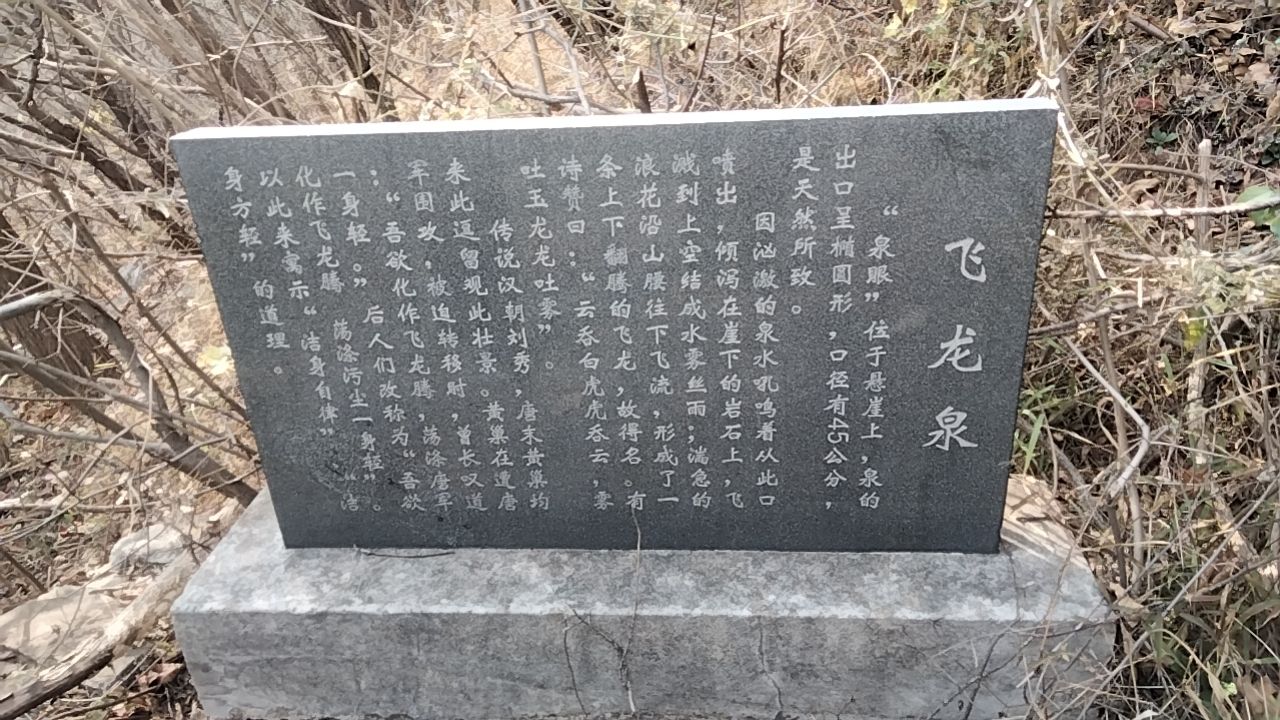 飞龙泉
“泉眼”位于悬崖上，泉的
出口呈椭圆形，口径有45公分，
是天然所致。
因汹激的泉水吼鸣着从此口
喷出，倾泻在崖下的岩石上，飞
溅到上空结成水雾丝雨；湍急的
浪花沿山腰往下飞流，形成了一
条上下翻腾的飞龙，故得名。有
诗赞曰：“云吞白虎虎吞云，雾
吐玉龙龙吐雾”。
传说汉朝刘秀，唐末黄巢均
来此逗留观此壮景。黄巢在遭唐
军围攻，被迫转移时，曾长叹道
：“吾欲化作飞龙腾，荡涤唐军
一身轻。”后人们改称为“吾欲
化作飞龙腾 荡涤污尘一身轻”。
以此来寓示“洁身自律”、“洁
身方轻”的道理。